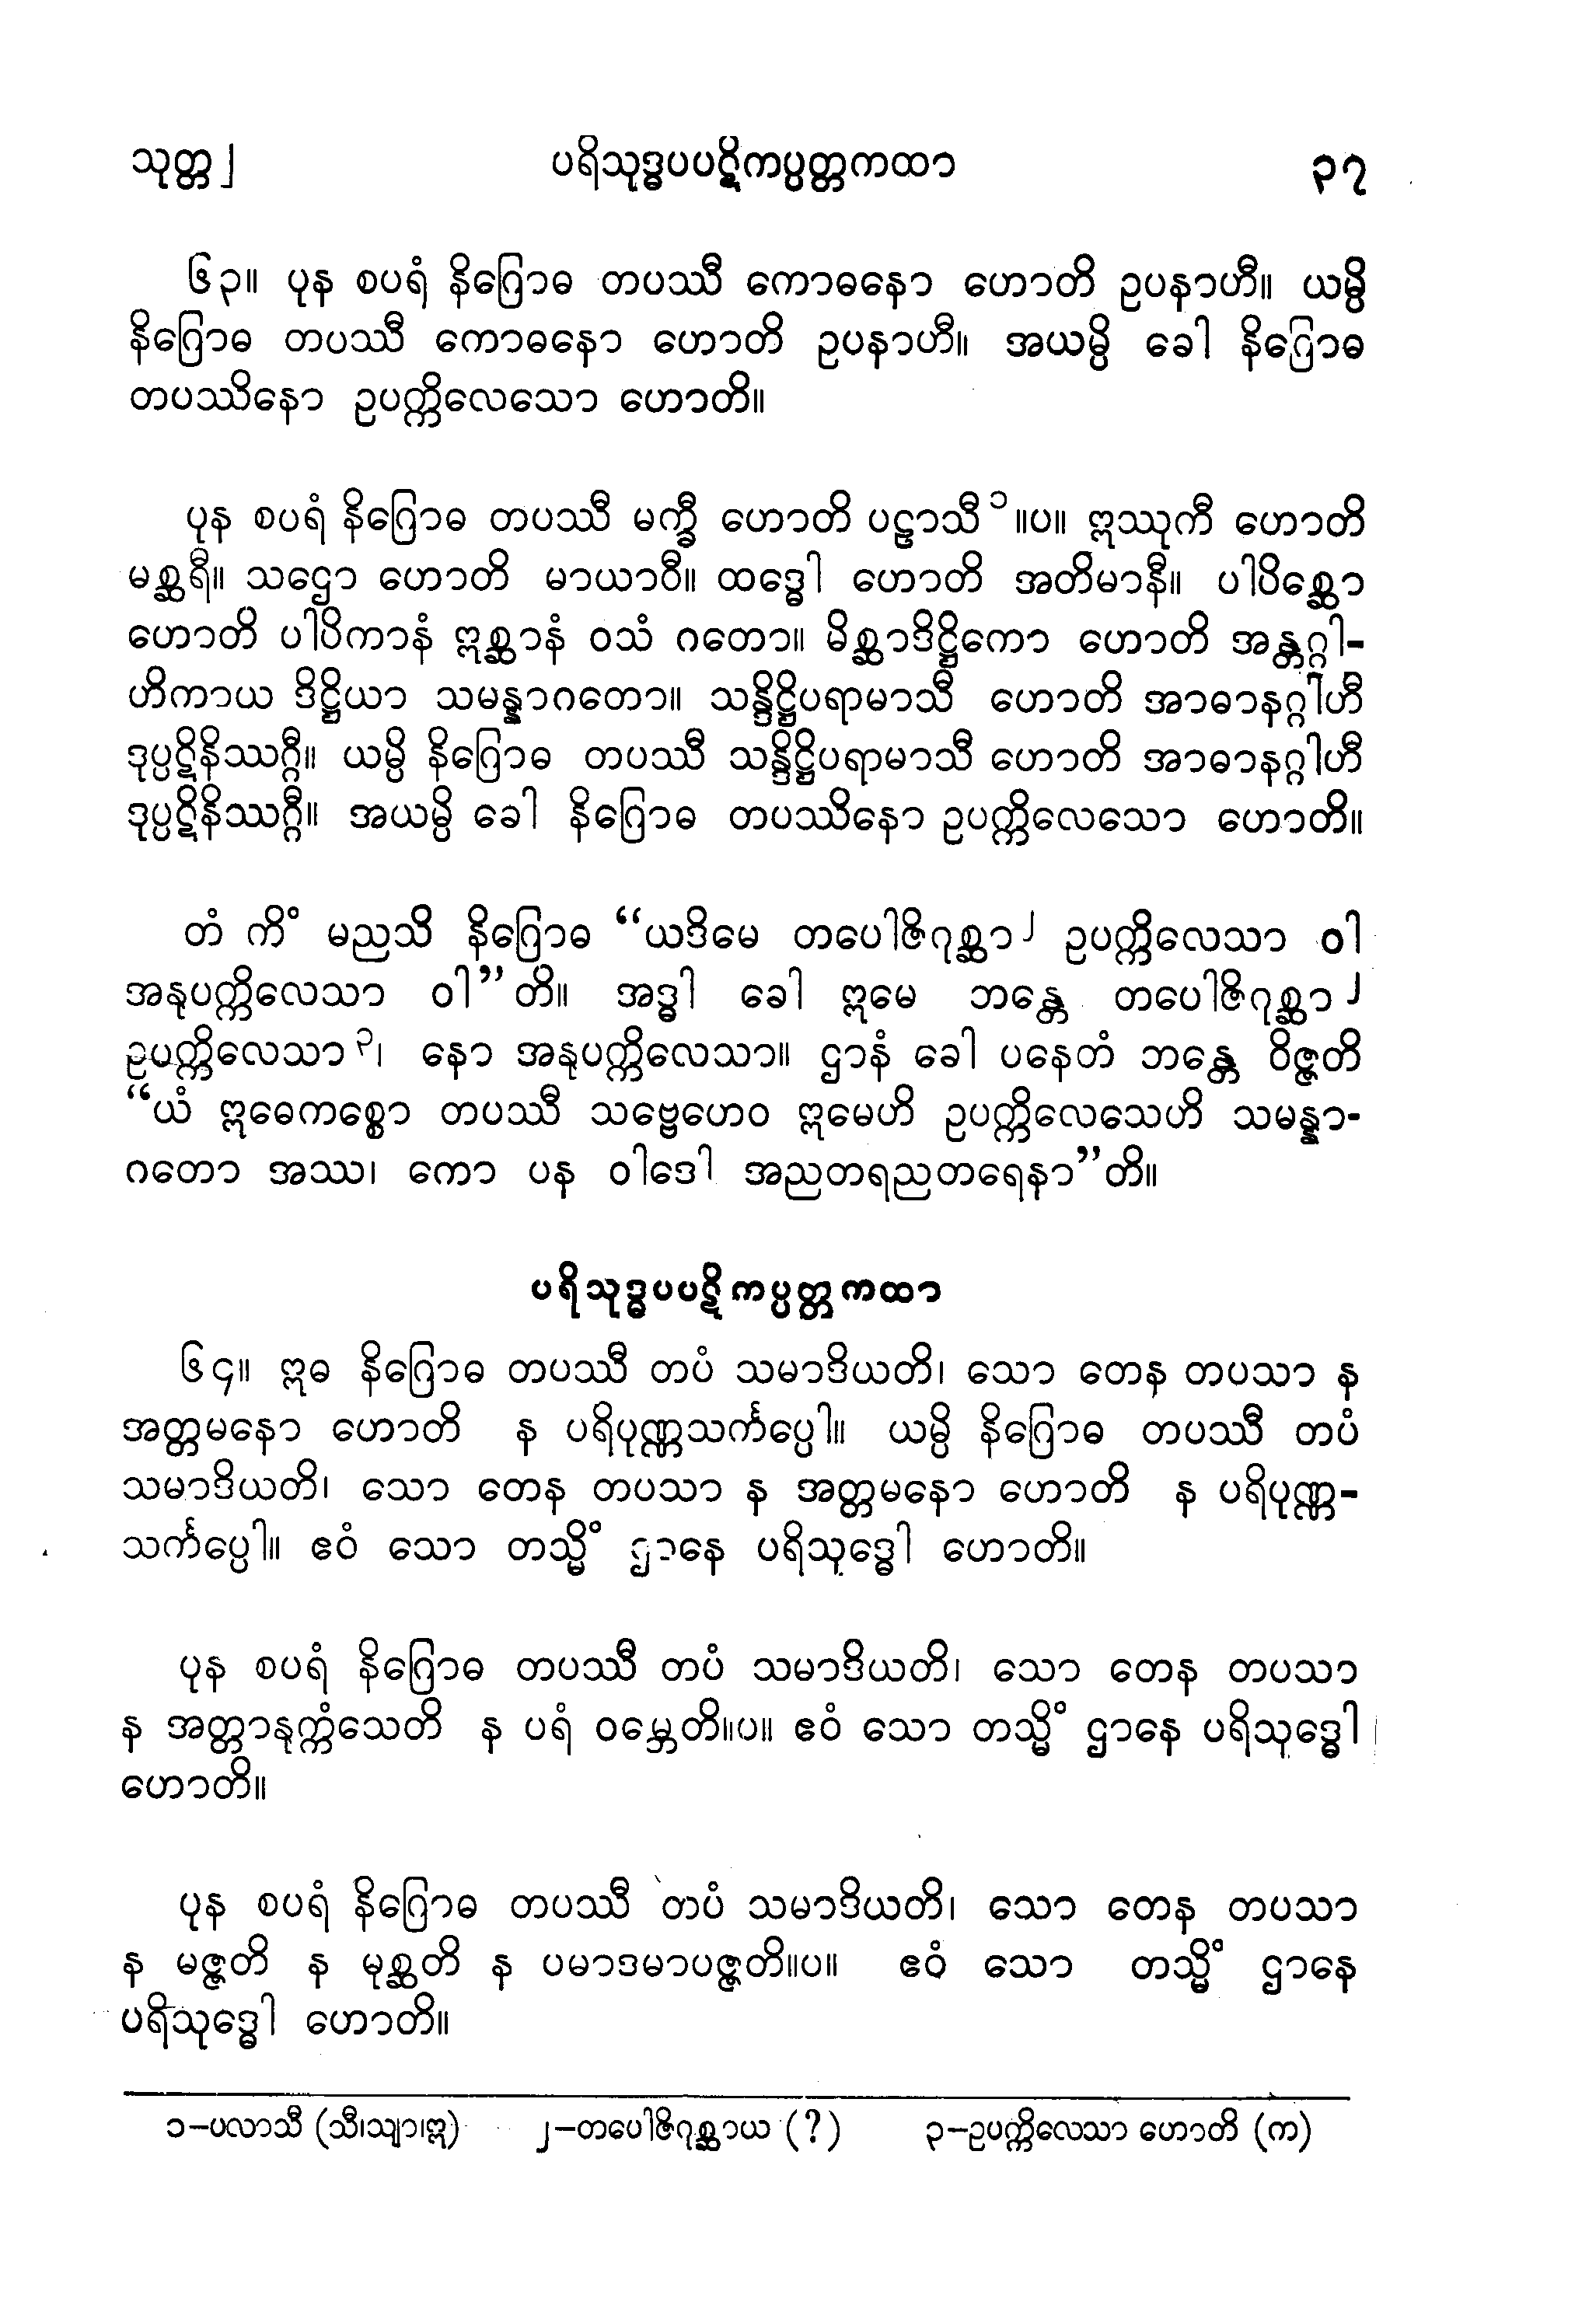 သုတ္တ၂ ပရိသုဒ္ဓပပဋိကပ္ပတ္တကထာ ၃၇
၆၃။ ပုန စပရံ နိဂြောဓ တပဿီ ကောဓနော ဟောတိ ဥပနာဟီ။ ယမ္ပိ
နိဂြောဓ တပဿီ ကောဓနော ဟောတိ ဥပနာဟီ။ အယမ္ပိ ခေါ နိဂြောဓ
တပဿိနော ဥပက္ကိလေသော ဟောတိ။
ပုန စပရံ နိဂြောဓ တပဿီ မက္ခီ ဟောတိ ပဠာသီ ၁ ။ပ။ ဣဿုကီ ဟောတိ
မစ္ဆရီ။ သဌော ဟောတိ မာယာဝီ။ ထဒ္ဓေါ ဟောတိ အတိမာနီ။ ပါပိစ္ဆော
ဟောတိ ပါပိကာနံ ဣစ္ဆာနံ ဝသံ ဂတော။ မိစ္ဆာဒိဋ္ဌိကော ဟောတိ အန္တဂ္ဂါ-
ဟိကာယ ဒိဋ္ဌိယာ သမန္နာဂတော။ သန္ဒိဋ္ဌိပရာမာသီ ဟောတိ အာဓာနဂ္ဂါဟီ
ဒုပ္ပဋိနိဿဂ္ဂီ။ ယမ္ပိ နိဂြောဓ တပဿီ သန္ဒိဋ္ဌိပရာမာသီ ဟောတိ အာဓာနဂ္ဂါဟီ
ဒုပ္ပဋိနိဿဂ္ဂီ။ အယမ္ပိ ခေါ နိဂြောဓ တပဿိနော ဥပက္ကိလေသော ဟောတိ။
တံ ကိံ မညသိ နိဂြောဓ “ယဒိမေ တပေါဇိဂုစ္ဆာ၂ ဥပက္ကိလေသာ ဝါ
အနုပက္ကိလေသာ ဝါ”တိ။ အဒ္ဓါ ခေါ ဣမေ ဘန္တေ တပေါဇိဂုစ္ဆာ၂
ဥပက္ကိလေသာ၃၊ နော အနုပက္ကိလေသာ။ ဌာနံ ခေါ ပနေတံ ဘန္တေ ဝိဇ္ဇတိ
“ယံ ဣဓေကစ္စော တပဿီ သဗ္ဗေဟေဝ ဣမေဟိ ဥပက္ကိလေသေဟိ သမန္နာ-
ဂတော အဿ၊ ကော ပန ဝါဒေါ အညတရညတရေနာ”တိ။
ပရိသုဒ္ဓပပဋိကပ္ပတ္တကထာ
၆၄။ ဣဓ နိဂြောဓ တပဿီ တပံ သမာဒိယတိ၊ သော တေန တပသာ န
အတ္တမနော ဟောတိ န ပရိပုဏ္ဏသင်္ကပ္ပေါ။ ယမ္ပိ နိဂြောဓ တပဿီ တပံ
သမာဒိယတိ၊ သော တေန တပသာ န အတ္တမနော ဟောတိ န ပရိပုဏ္ဏ-
သင်္ကပ္ပေါ။ ဧဝံ သော တသ္မိံ ဌာနေ ပရိသုဒ္ဓေါ ဟောတိ။
ပုန စပရံ နိဂြောဓ တပဿီ တပံ သမာဒိယတိ၊ သော တေန တပသာ
န အတ္တာနုက္ကံသေတိ န ပရံ ဝမ္ဘေတိ။ပ။ ဧဝံ သော တသ္မိံ ဌာနေ ပရိသုဒ္ဓေါ
ဟောတိ။
ပုန စပရံ နိဂြောဓ တပဿီ တပံ သမာဒိယတိ၊ သော တေန တပသာ
န မဇ္ဇတိ န မုစ္ဆတိ န ပမာဒမာပဇ္ဇတိ။ပ။ ဧဝံ သော တသ္မိံ ဌာနေ
ပရိသုဒ္ဓေါ ဟောတိ။
၁–ပလာသီ (သီ၊သျာ၊ဣ) ၂–တပေါဇိဂုစ္ဆာယ (?) ၃–ဥပက္ကိလေသာ ဟောတိ (က)